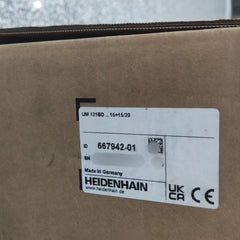 UM 121BD .. 15+15/20
ID 667942-01
SN
Made in Germany
HEIDENHAIN
www.heidenhain.de
UK
CA
CE